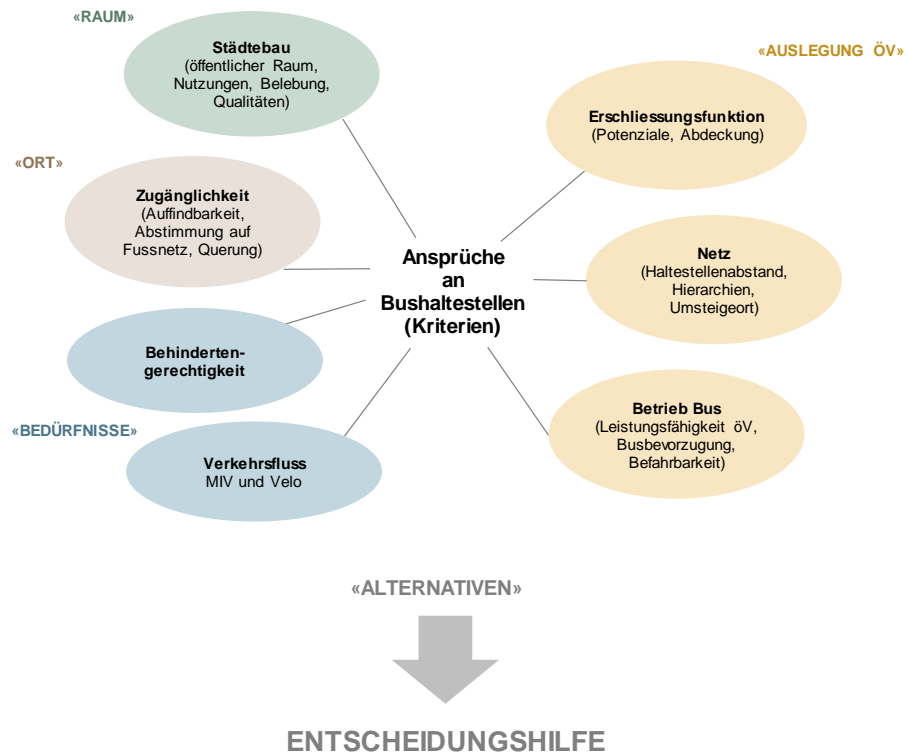 «RAUM»
Städtebau
(öffentlicher Raum,
Nutzungen, Belebung,
Qualitäten)
«AUSLEGUNG ÖV»
Erschliessungsfunktion
(Potenziale, Abdeckung)
«ORT»
Zugänglichkeit
(Auffindbarkeit,
Abstimmung auf
Fussnetz, Querung)
Ansprüche
an
Bushaltestellen
(Kriterien)
Netz
(Haltestellenabstand,
Hierarchien,
Umsteigeort)
Behinderten-
gerechtigkeit
«BEDÜRFNISSE»
Verkehrsfluss
MIV und Velo
Betrieb Bus
(Leistungsfähigkeit öV,
Busbevorzugung,
Befahrbarkeit)
«ALTERNATIVEN»
ENTSCHEIDUNGSHILFE